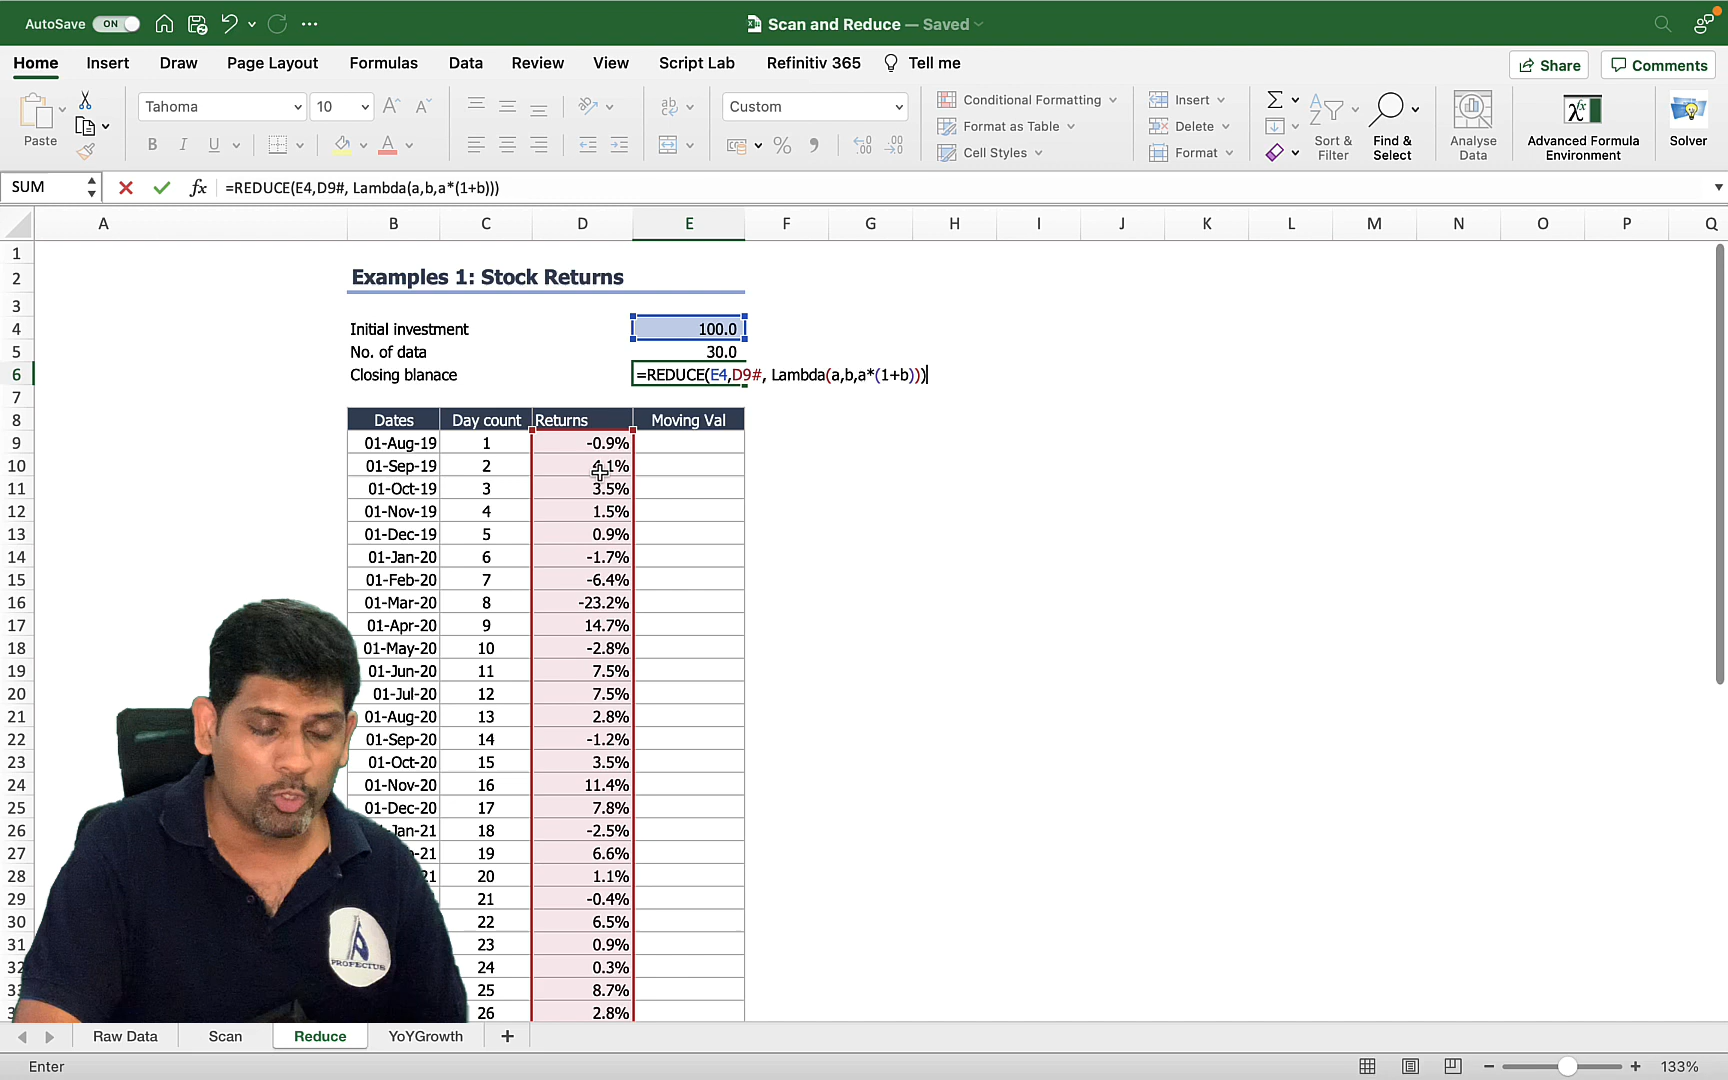 AutoSave ON Scan and Reduce — Saved
Home Insert Draw Page Layout Formulas Data Review View Script Lab Refinitiv 365 Tell me Share Comments
Paste Tahoma 10 Custom Conditional Formatting Format as Table Cell Styles Insert Delete Format Sort & Filter Find & Select Analyse Data Advanced Formula Environment Solver
SUM fx =REDUCE(E4,D9#, Lambda(a,b,a*(1+b)))
A B C D E F G H I J K L M N O P Q
1
2 Examples 1: Stock Returns
3
4 Initial investment 100.0
5 No. of data 30.0
6 Closing blanace =REDUCE(E4,D9#, Lambda(a,b,a*(1+b)))
7
8 Dates Day count Returns Moving Val
9 01-Aug-19 1 -0.9%
10 01-Sep-19 2 .1%
11 01-Oct-19 3 3.5%
12 01-Nov-19 4 1.5%
13 01-Dec-19 5 0.9%
14 01-Jan-20 6 -1.7%
15 01-Feb-20 7 -6.4%
16 01-Mar-20 8 -23.2%
17 01-Apr-20 9 14.7%
18 01-May-20 10 -2.8%
19 01-Jun-20 11 7.5%
20 01-Jul-20 12 7.5%
21 01-Aug-20 13 2.8%
22 01-Sep-20 14 -1.2%
23 01-Oct-20 15 3.5%
24 01-Nov-20 16 11.4%
25 01-Dec-20 17 7.8%
26 Jan-21 18 -2.5%
27 -21 19 6.6%
28 21 20 1.1%
29 21 -0.4%
30 22 6.5%
31 23 0.9%
32 24 0.3%
25 8.7%
26 2.8%
PROFECTUS
Raw Data Scan Reduce YoYGrowth +
Enter 133%